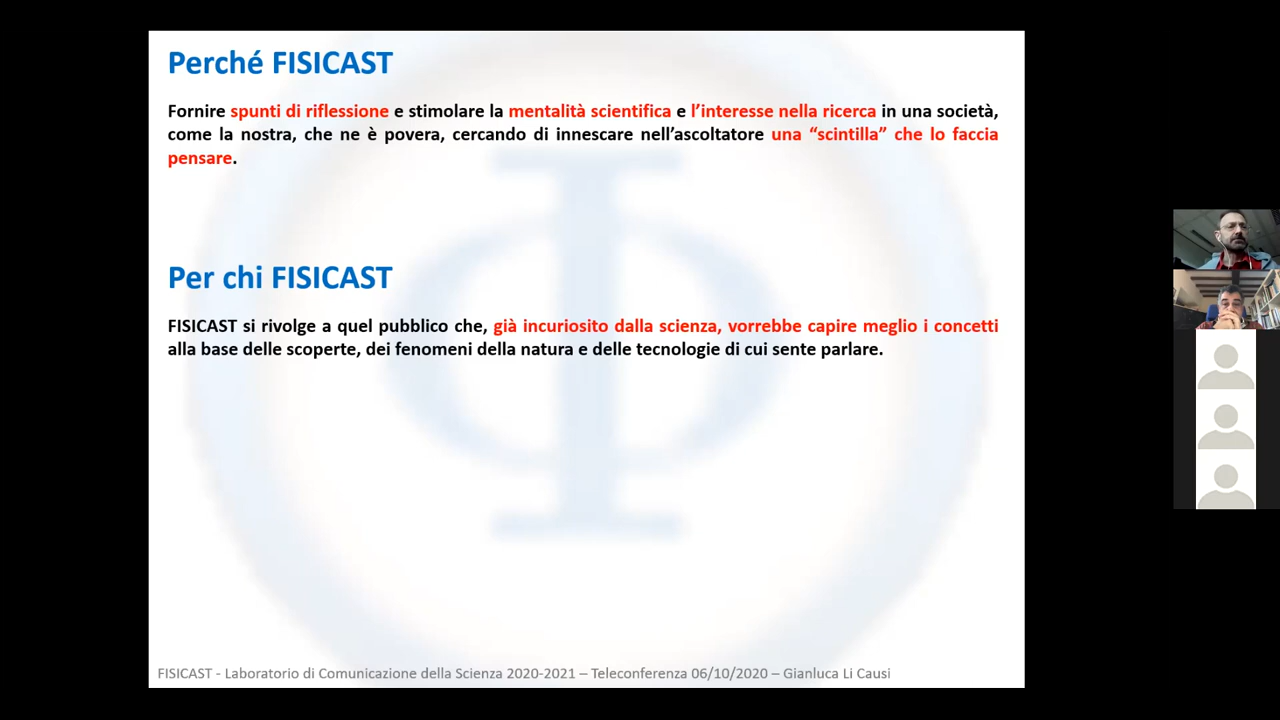 Perché FISICAST
Fornire spunti di riflessione e stimolare la mentalità scientifica e l’interesse nella ricerca in una società,
come la nostra, che ne è povera, cercando di innescare nell’ascoltatore una “scintilla” che lo faccia
pensare.
Per chi FISICAST
FISICAST si rivolge a quel pubblico che, già incuriosito dalla scienza, vorrebbe capire meglio i concetti
alla base delle scoperte, dei fenomeni della natura e delle tecnologie di cui sente parlare.
FISICAST - Laboratorio di Comunicazione della Scienza 2020-2021 – Teleconferenza 06/10/2020 – Gianluca Li Causi